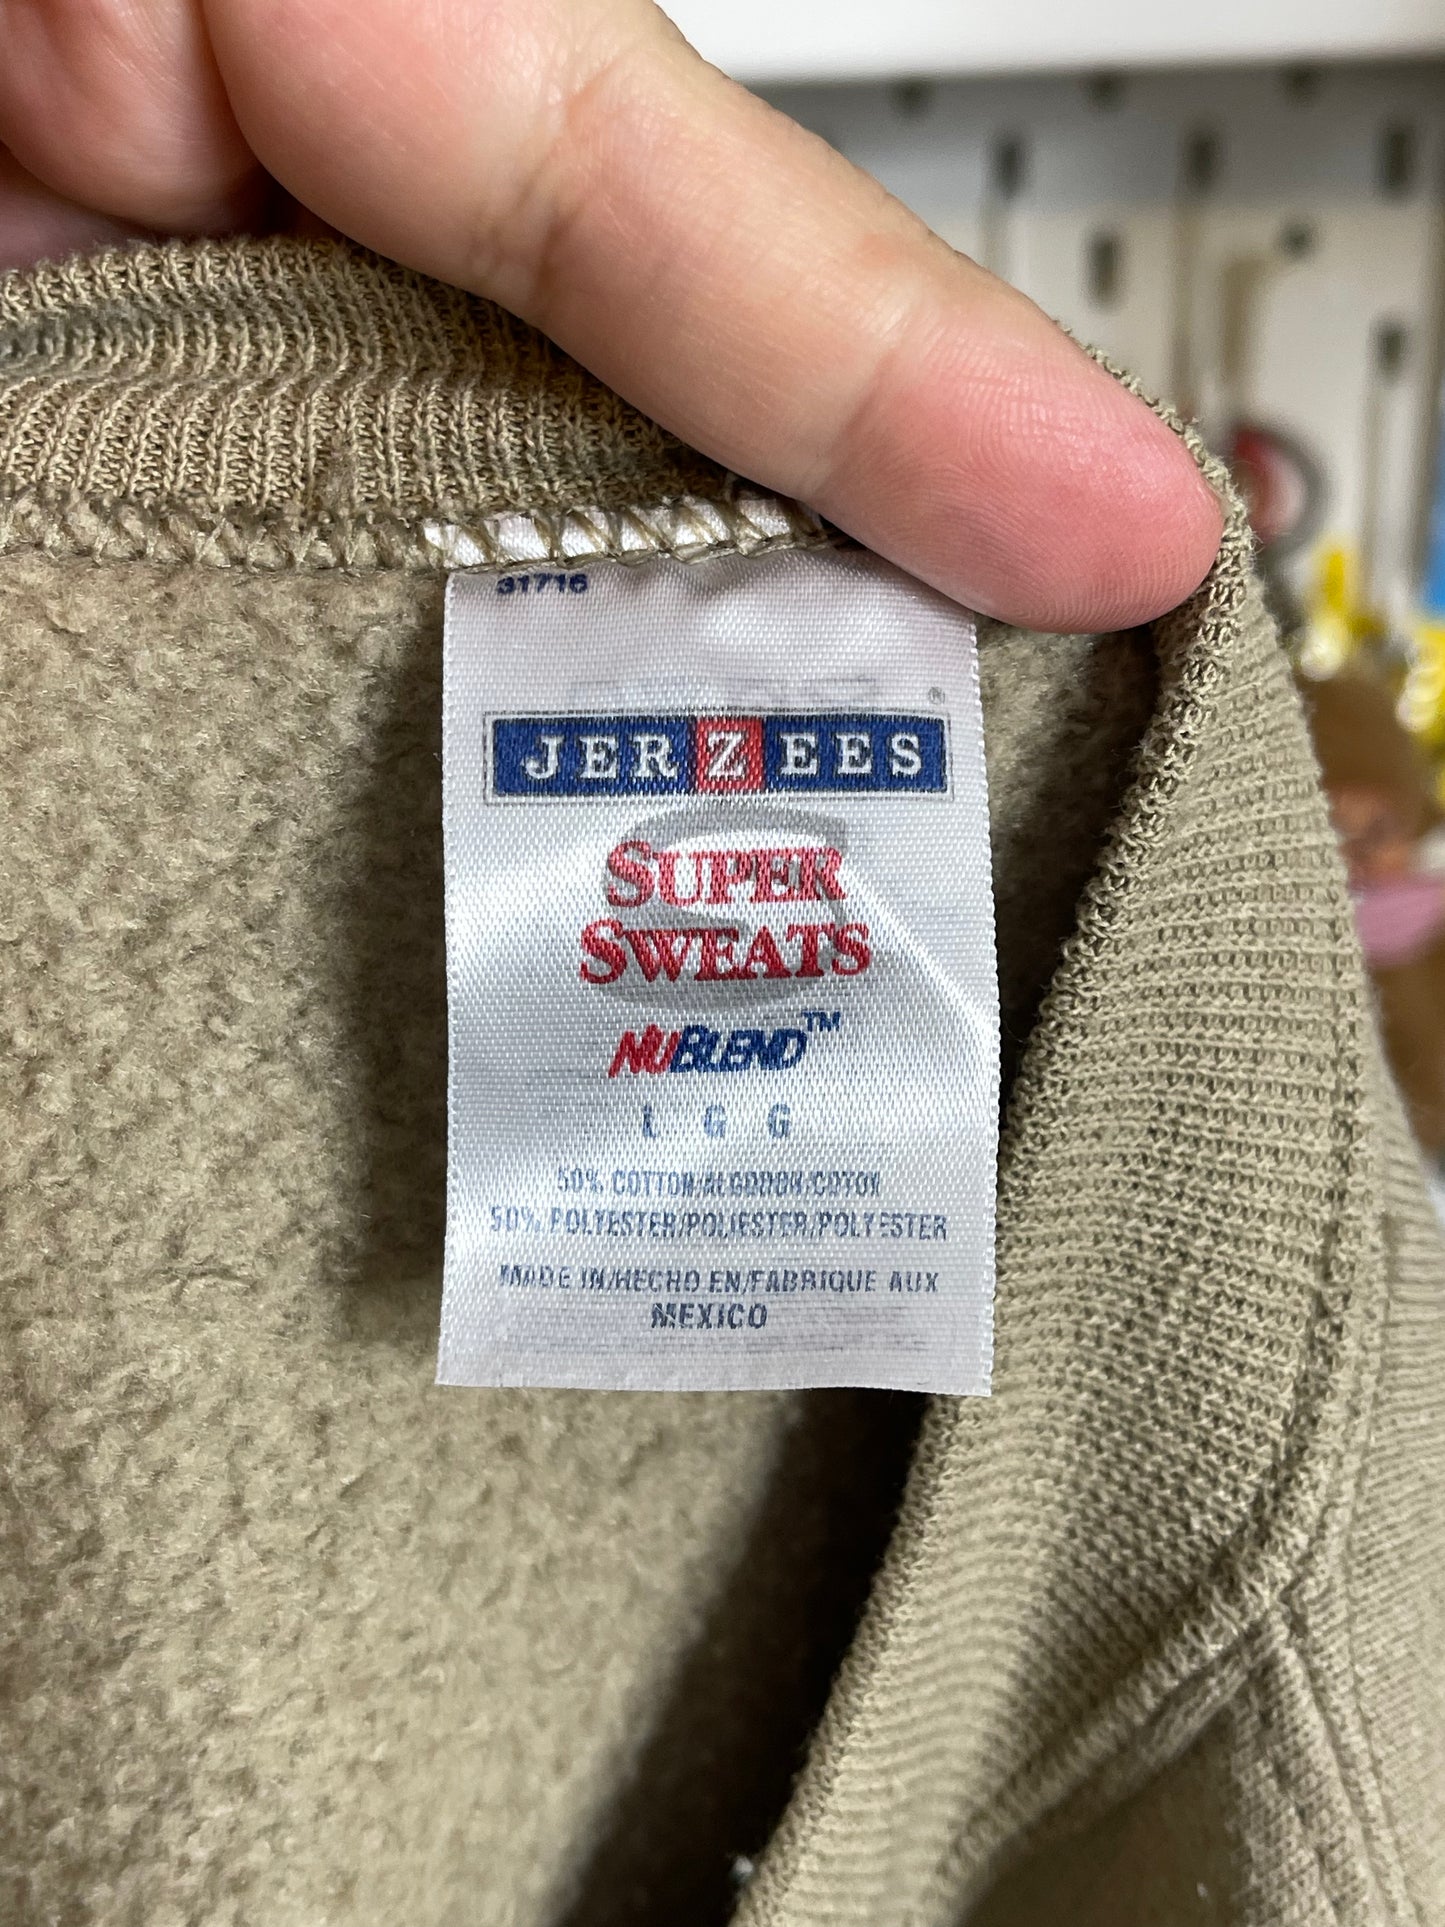 31716
JERZEES®
SUPER
SWEATS
NUBLEND™
L G G
50% COTTON/ALGODON/COTON
50% POLYESTER/POLIESTER/POLYESTER
MADE IN/HECHO EN/FABRIQUE AUX
MEXICO